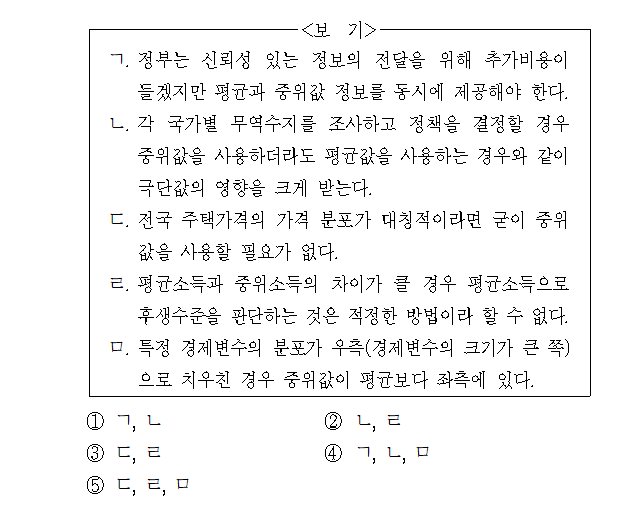 <보 기>
ㄱ. 정부는 신뢰성 있는 정보의 전달을 위해 추가비용이
들겠지만 평균과 중위값 정보를 동시에 제공해야 한다.
ㄴ. 각 국가별 무역수지를 조사하고 정책을 결정할 경우
중위값을 사용하더라도 평균값을 사용하는 경우와 같이
극단값의 영향을 크게 받는다.
ㄷ. 전국 주택가격의 가격 분포가 대칭적이라면 굳이 중위
값을 사용할 필요가 없다.
ㄹ. 평균소득과 중위소득의 차이가 클 경우 평균소득으로
후생수준을 판단하는 것은 적정한 방법이라 할 수 없다.
ㅁ. 특정 경제변수의 분포가 우측(경제변수의 크기가 큰 쪽)
으로 치우친 경우 중위값이 평균보다 좌측에 있다.
① ㄱ, ㄴ ② ㄴ, ㄹ
③ ㄷ, ㄹ ④ ㄱ, ㄴ, ㅁ
⑤ ㄷ, ㄹ, ㅁ